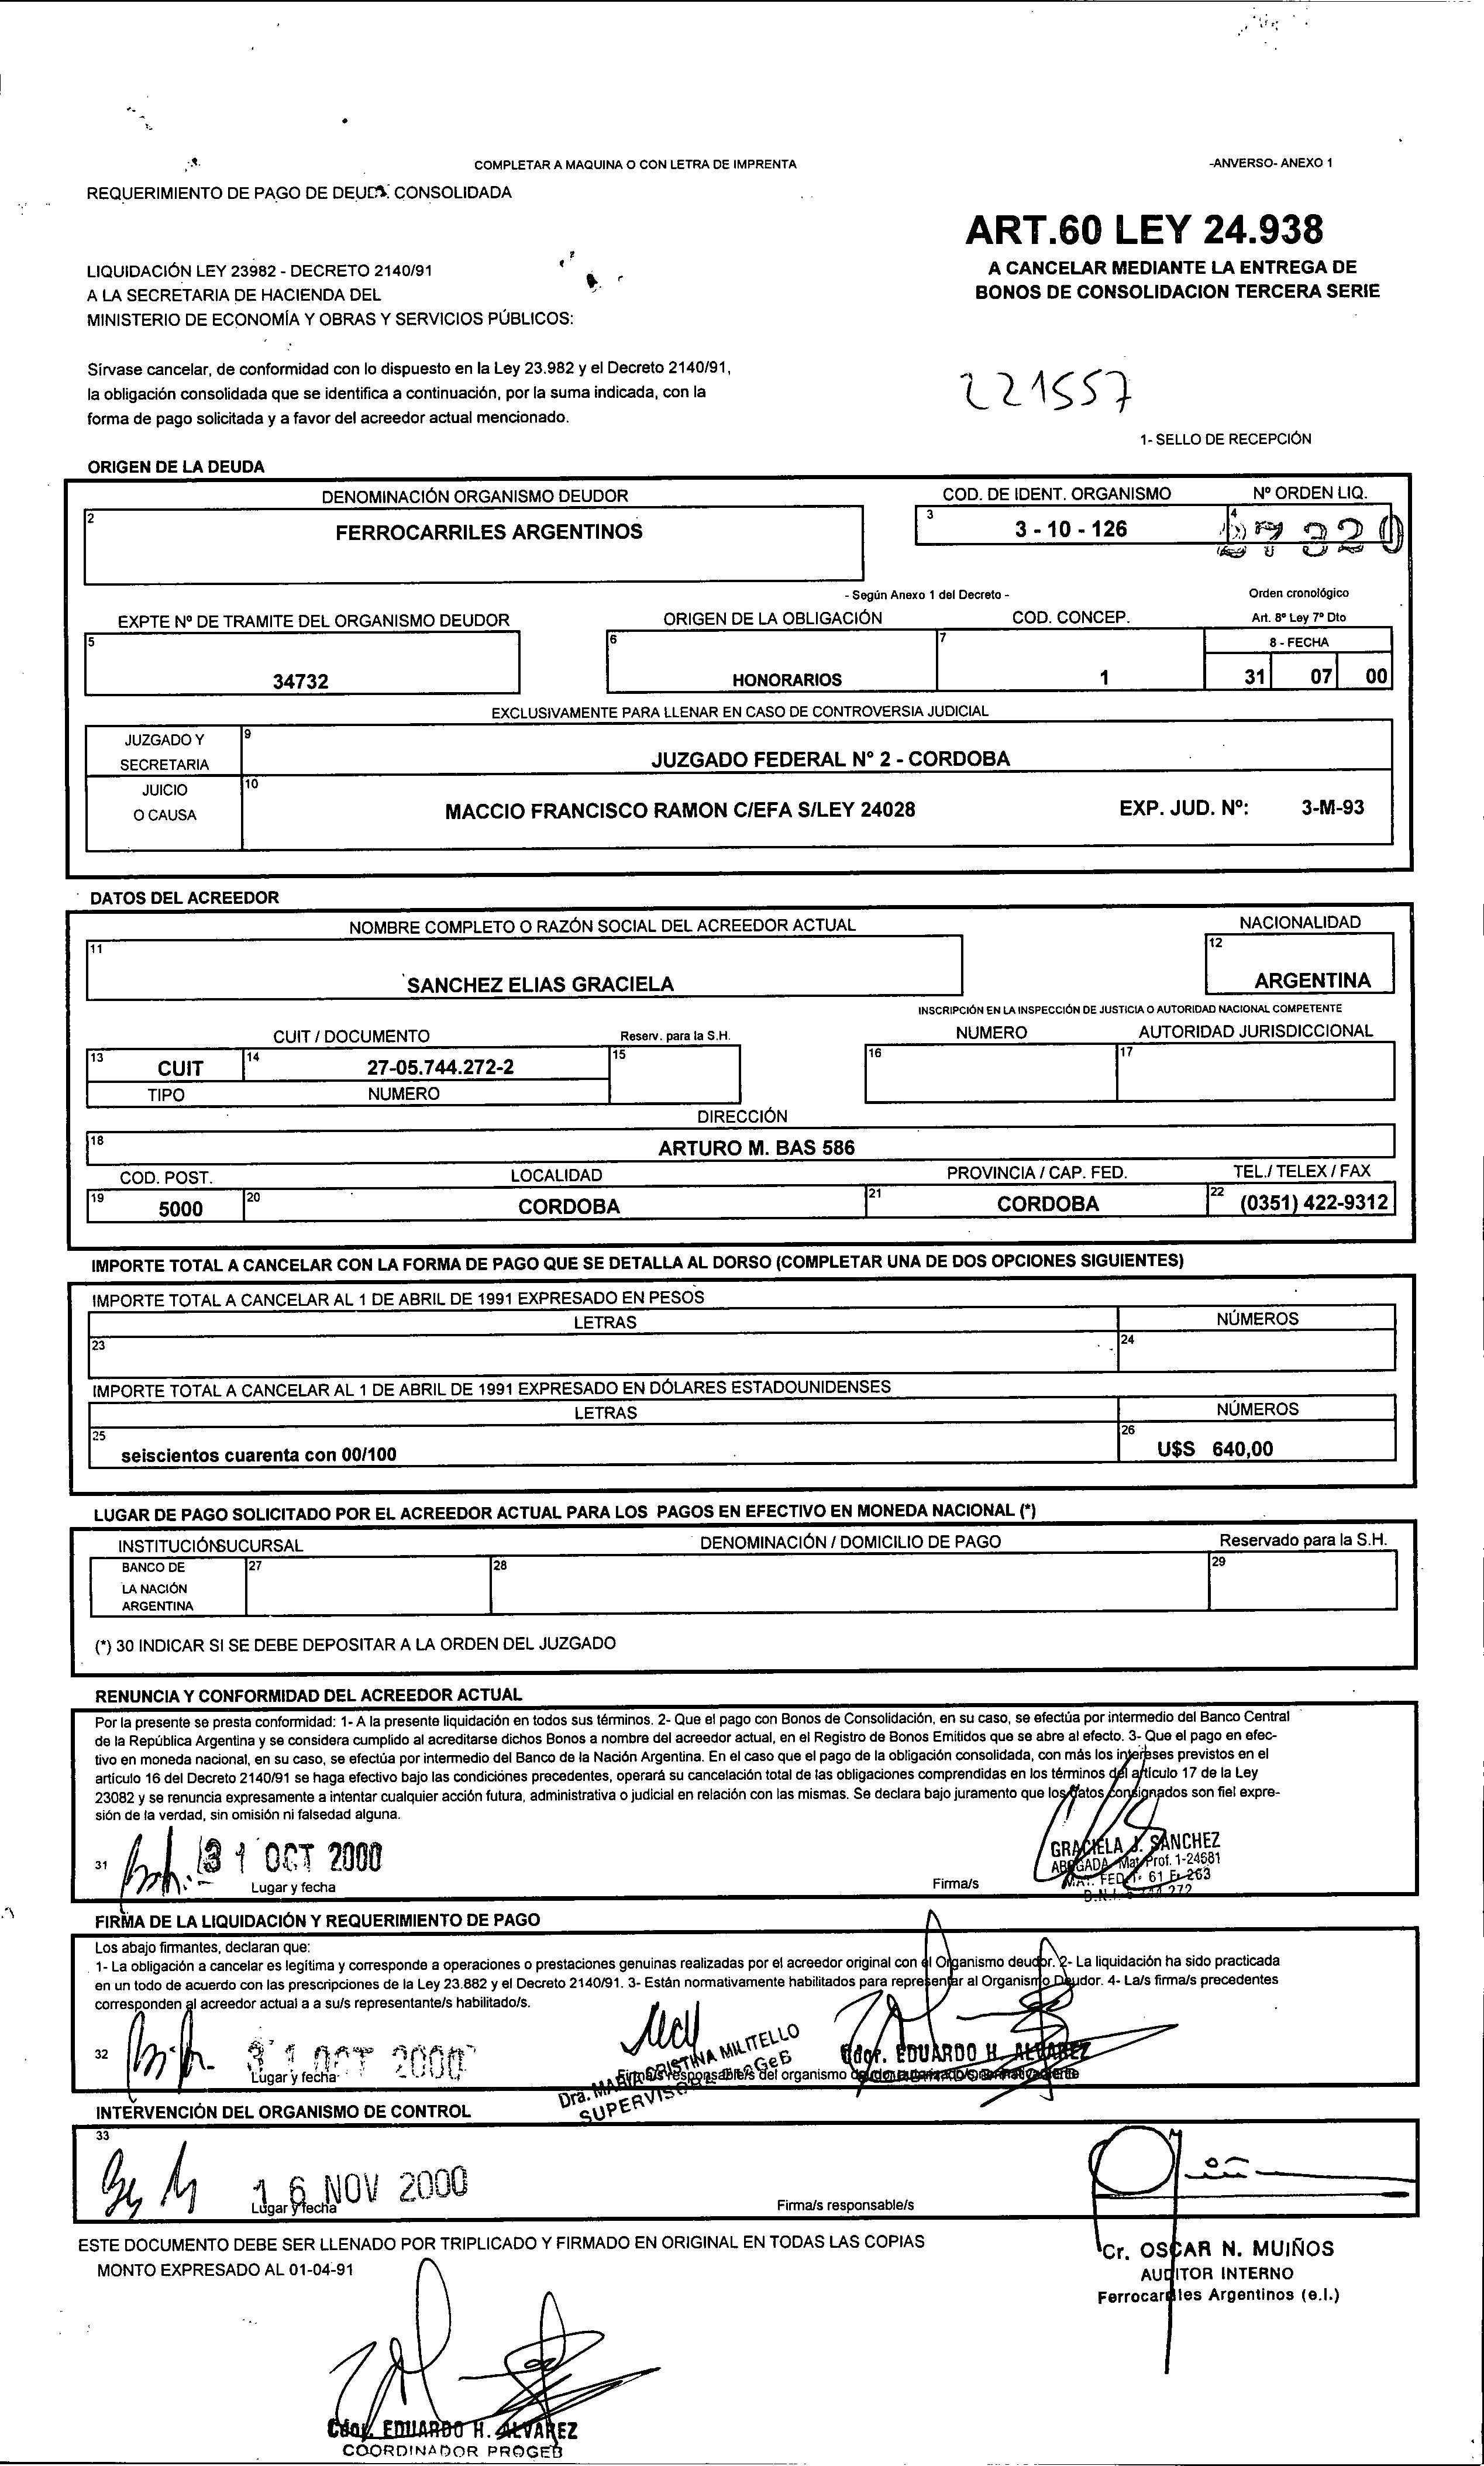 COMPLETAR A MAQUINA O CON LETRA DE IMPRENTA
-ANVERSO- ANEXO 1
REQUERIMIENTO DE PAGO DE DEUDA CONSOLIDADA
ART.60 LEY 24.938
A CANCELAR MEDIANTE LA ENTREGA DE
BONOS DE CONSOLIDACION TERCERA SERIE
LIQUIDACIÓN LEY 23982 - DECRETO 2140/91
A LA SECRETARIA DE HACIENDA DEL
MINISTERIO DE ECONOMÍA Y OBRAS Y SERVICIOS PÚBLICOS:
Sírvase cancelar, de conformidad con lo dispuesto en la Ley 23.982 y el Decreto 2140/91,
la obligación consolidada que se identifica a continuación, por la suma indicada, con la
forma de pago solicitada y a favor del acreedor actual mencionado.
221557
1- SELLO DE RECEPCIÓN
ORIGEN DE LA DEUDA
DENOMINACIÓN ORGANISMO DEUDOR
COD. DE IDENT. ORGANISMO
Nº ORDEN LIQ.
2 FERROCARRILES ARGENTINOS
3 3 - 10 - 126
4
- Según Anexo 1 del Decreto -
Orden cronológico
EXPTE Nº DE TRAMITE DEL ORGANISMO DEUDOR
ORIGEN DE LA OBLIGACIÓN
COD. CONCEP.
Art. 8º Ley 7º Dto
5 34732
6 HONORARIOS
7 1
8 - FECHA
31 07 00
EXCLUSIVAMENTE PARA LLENAR EN CASO DE CONTROVERSIA JUDICIAL
JUZGADO Y
SECRETARIA
9 JUZGADO FEDERAL Nº 2 - CORDOBA
JUICIO
O CAUSA
10 MACCIO FRANCISCO RAMON C/EFA S/LEY 24028 EXP. JUD. Nº: 3-M-93
DATOS DEL ACREEDOR
NOMBRE COMPLETO O RAZÓN SOCIAL DEL ACREEDOR ACTUAL
NACIONALIDAD
11 SANCHEZ ELIAS GRACIELA
12 ARGENTINA
INSCRIPCIÓN EN LA INSPECCIÓN DE JUSTICIA O AUTORIDAD NACIONAL COMPETENTE
CUIT / DOCUMENTO
Reserv. para la S.H.
NUMERO
AUTORIDAD JURISDICCIONAL
13 CUIT
14 27-05.744.272-2
15
16
17
TIPO
NUMERO
DIRECCIÓN
18 ARTURO M. BAS 586
COD. POST.
LOCALIDAD
PROVINCIA / CAP. FED.
TEL./ TELEX / FAX
19 5000
20 CORDOBA
21 CORDOBA
22 (0351) 422-9312
IMPORTE TOTAL A CANCELAR CON LA FORMA DE PAGO QUE SE DETALLA AL DORSO (COMPLETAR UNA DE DOS OPCIONES SIGUIENTES)
IMPORTE TOTAL A CANCELAR AL 1 DE ABRIL DE 1991 EXPRESADO EN PESOS
LETRAS
NÚMEROS
23
24
IMPORTE TOTAL A CANCELAR AL 1 DE ABRIL DE 1991 EXPRESADO EN DÓLARES ESTADOUNIDENSES
LETRAS
NÚMEROS
25 seiscientos cuarenta con 00/100
26 U$S 640,00
LUGAR DE PAGO SOLICITADO POR EL ACREEDOR ACTUAL PARA LOS PAGOS EN EFECTIVO EN MONEDA NACIONAL (*)
INSTITUCIÓN SUCURSAL
DENOMINACIÓN / DOMICILIO DE PAGO
Reservado para la S.H.
BANCO DE
LA NACIÓN
ARGENTINA
27
28
29
(*) 30 INDICAR SI SE DEBE DEPOSITAR A LA ORDEN DEL JUZGADO
RENUNCIA Y CONFORMIDAD DEL ACREEDOR ACTUAL
Por la presente se presta conformidad: 1- A la presente liquidación en todos sus términos. 2- Que el pago con Bonos de Consolidación, en su caso, se efectúa por intermedio del Banco Central
de la República Argentina y se considera cumplido al acreditarse dichos Bonos a nombre del acreedor actual, en el Registro de Bonos Emitidos que se abre al efecto. 3- Que el pago en efec-
tivo en moneda nacional, en su caso, se efectúa por intermedio del Banco de la Nación Argentina. En el caso que el pago de la obligación consolidada, con más los intereses previstos en el
artículo 16 del Decreto 2140/91 se haga efectivo bajo las condiciónes precedentes, operará su cancelación total de las obligaciones comprendidas en los términos del artículo 17 de la Ley
23082 y se renuncia expresamente a intentar cualquier acción futura, administrativa o judicial en relación con las mismas. Se declara bajo juramento que los datos consignados son fiel expre-
sión de la verdad, sin omisión ni falsedad alguna.
31
31 OCT 2000
Lugar y fecha
Firma/s
GRACIELA J. SANCHEZ
ABOGADA Mat. Prof. 1-24681
MAT. FED. Tº 61 Fº 263
FIRMA DE LA LIQUIDACIÓN Y REQUERIMIENTO DE PAGO
Los abajo firmantes, declaran que:
1- La obligación a cancelar es legítima y corresponde a operaciones o prestaciones genuinas realizadas por el acreedor original con el Organismo deudor. 2- La liquidación ha sido practicada
en un todo de acuerdo con las prescripciones de la Ley 23.882 y el Decreto 2140/91. 3- Están normativamente habilitados para representar al Organismo Deudor. 4- La/s firma/s precedentes
corresponden al acreedor actual a a su/s representante/s habilitado/s.
32
31 OCT 2000
Lugar y fecha
Dra. MARIA CRISTINA MILITELLO
SUPERVISORA ProGeB
Cdor. EDUARDO H. ALVAREZ
Firma/s responsable/s del organismo
INTERVENCIÓN DEL ORGANISMO DE CONTROL
33
16 NOV 2000
Lugar y fecha
Firma/s responsable/s
ESTE DOCUMENTO DEBE SER LLENADO POR TRIPLICADO Y FIRMADO EN ORIGINAL EN TODAS LAS COPIAS
MONTO EXPRESADO AL 01-04-91
Cr. OSCAR N. MUIÑOS
AUDITOR INTERNO
Ferrocarriles Argentinos (e.l.)
Cdor. EDUARDO H. ALVAREZ
COORDINADOR PROGEB